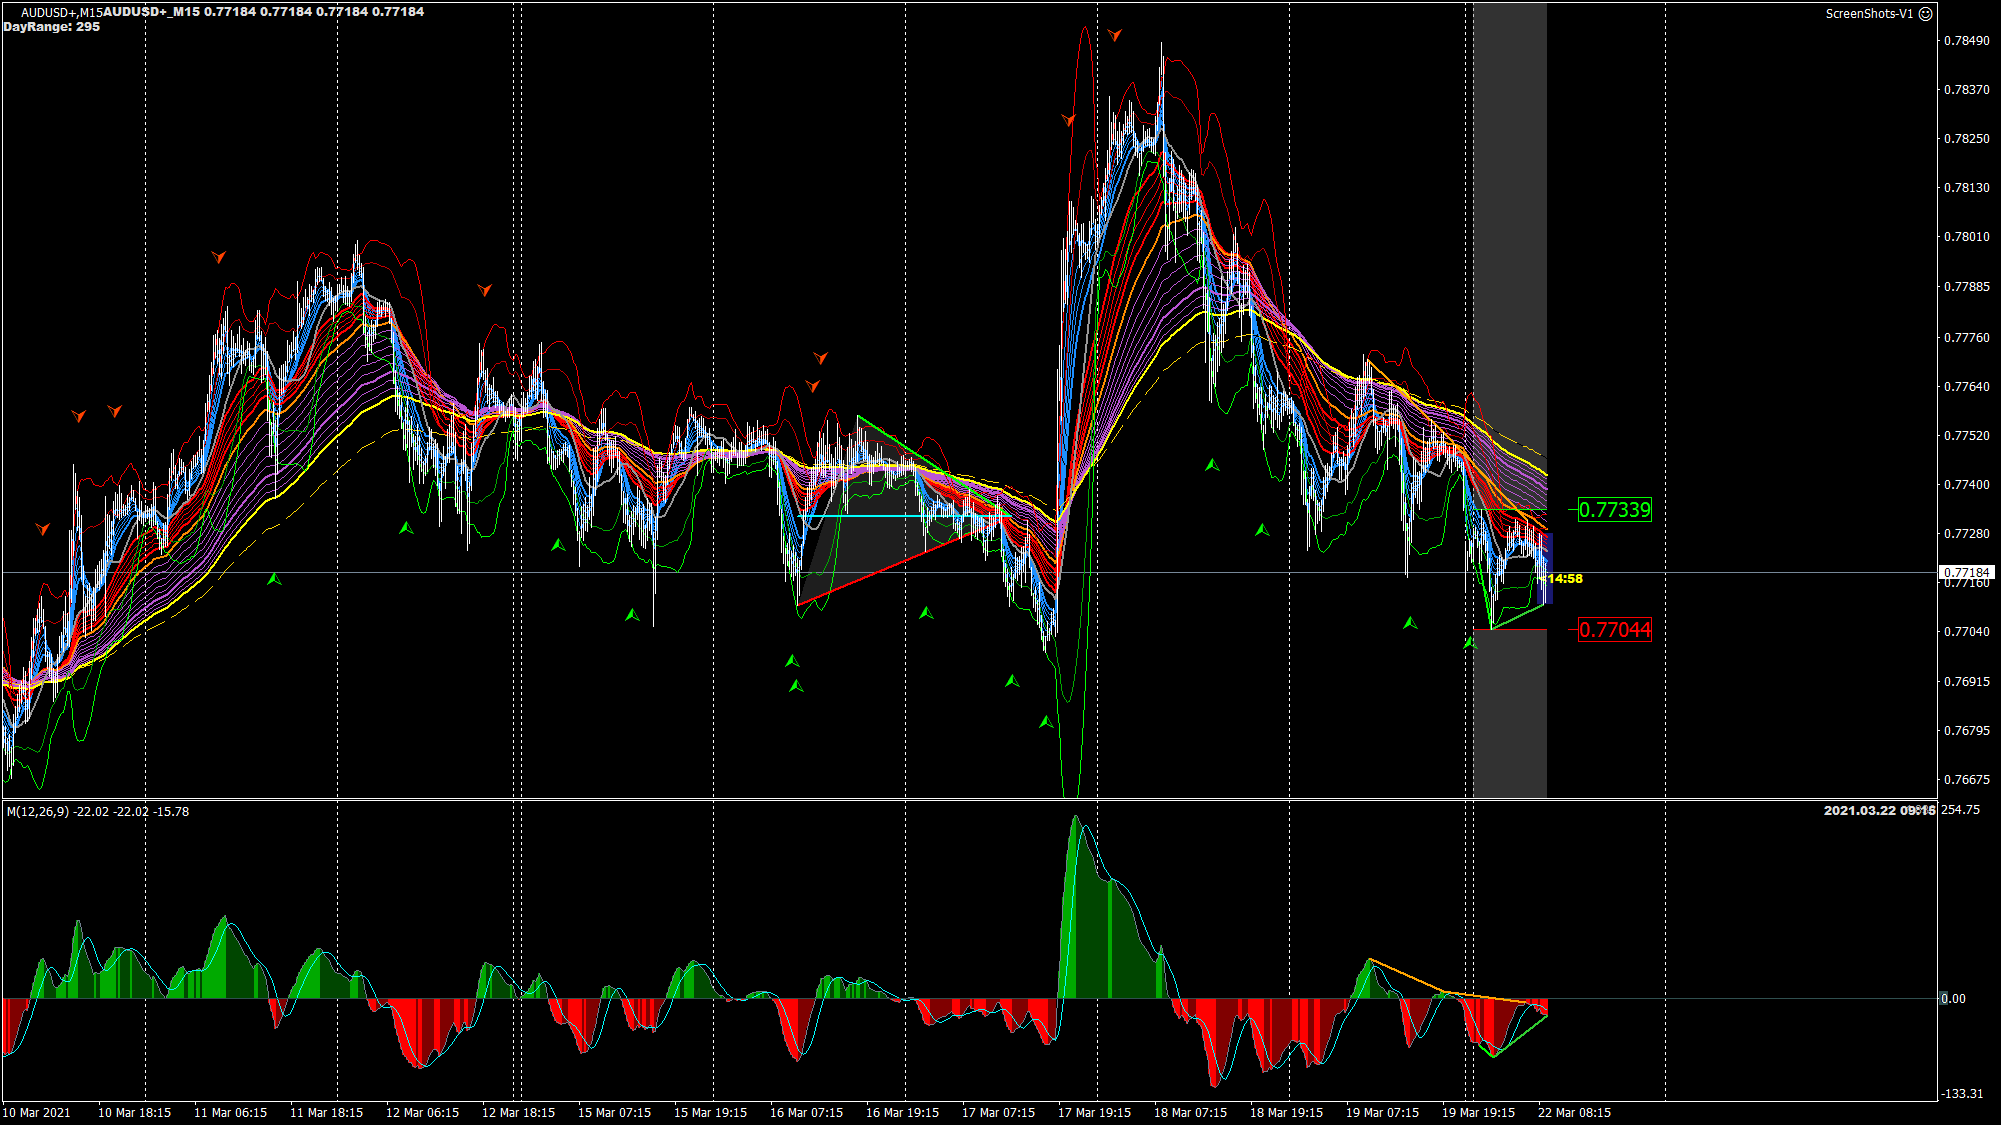 AUDUSD+,M15AUDUSD+_M15 0.77184 0.77184 0.77184 0.77184
DayRange: 295
ScreenShots-V1 ☺
0.78490
0.78370
0.78250
0.78130
0.78010
0.77885
0.77760
0.77640
0.77520
0.77400
0.77339
0.77280
0.77184
14:58
0.77160
0.77044
0.77040
0.76915
0.76795
0.76675
M(12,26,9) -22.02 -22.02 -15.78
2021.03.22 09:15
254.75
0.00
-133.31
10 Mar 2021
10 Mar 18:15
11 Mar 06:15
11 Mar 18:15
12 Mar 06:15
12 Mar 18:15
15 Mar 07:15
15 Mar 19:15
16 Mar 07:15
16 Mar 19:15
17 Mar 07:15
17 Mar 19:15
18 Mar 07:15
18 Mar 19:15
19 Mar 07:15
19 Mar 19:15
22 Mar 08:15